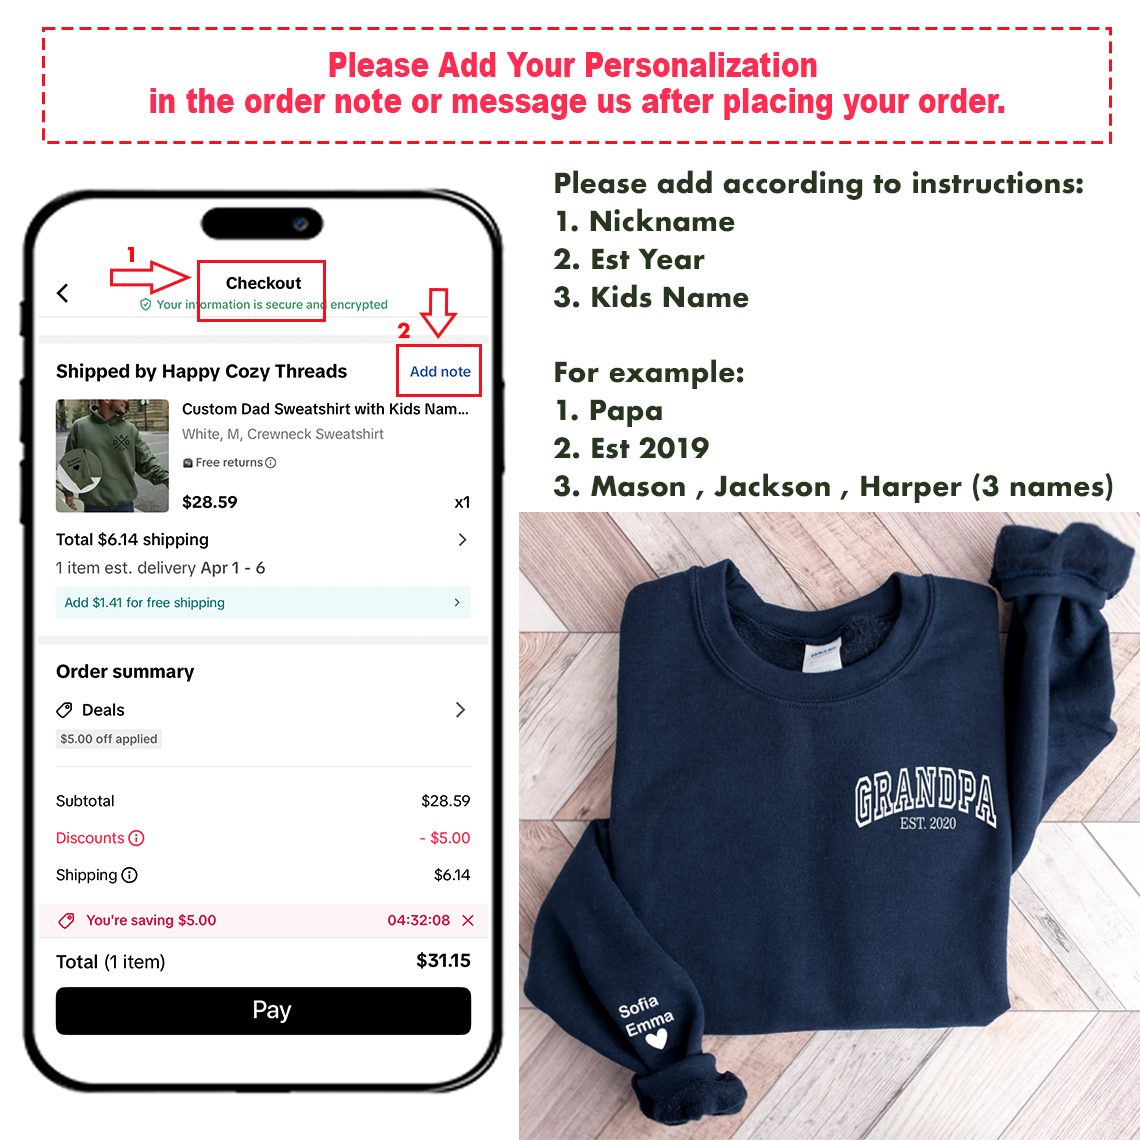 Please Add Your Personalization
in the order note or message us after placing your order.
Please add according to instructions:
1. Nickname
2. Est Year
3. Kids Name
For example:
1. Papa
2. Est 2019
3. Mason , Jackson , Harper (3 names)
1
Checkout
Your information is secure and encrypted
2
Shipped by Happy Cozy Threads
Add note
Custom Dad Sweatshirt with Kids Nam...
White, M, Crewneck Sweatshirt
Free returns
$28.59
x1
Total $6.14 shipping
1 item est. delivery Apr 1 - 6
Add $1.41 for free shipping
Order summary
Deals
$5.00 off applied
Subtotal
$28.59
Discounts
- $5.00
Shipping
$6.14
You're saving $5.00
04:32:08
Total (1 item)
$31.15
Pay
GRANDPA
EST. 2020
Sofia
Emma